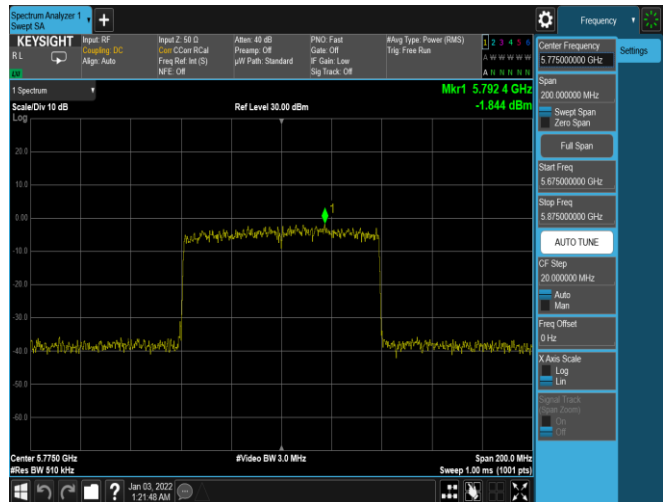 Spectrum Analyzer 1
Swept SA
Frequency
KEYSIGHT
RL
Input: RF
Coupling: DC
Align: Auto
Input Z: 50 Ω
Corr CCorr RCal
Freq Ref: Int (S)
NFE: Off
Atten: 40 dB
Preamp: Off
µW Path: Standard
PNO: Fast
Gate: Off
IF Gain: Low
Sig Track: Off
#Avg Type: Power (RMS)
Trig: Free Run
1 2 3 4 5 6
A W W W W W
A N N N N N
1 Spectrum
Scale/Div 10 dB
Log
Ref Level 30.00 dBm
Mkr1 5.792 4 GHz
-1.844 dBm
20.0
10.0
0.00
-10.0
-20.0
-30.0
-40.0
-50.0
-60.0
1
Center 5.7750 GHz
#Res BW 510 kHz
#Video BW 3.0 MHz
Span 200.0 MHz
Sweep 1.00 ms (1001 pts)
Center Frequency
5.775000000 GHz
Settings
Span
200.000000 MHz
Swept Span
Zero Span
Full Span
Start Freq
5.675000000 GHz
Stop Freq
5.875000000 GHz
AUTO TUNE
CF Step
20.000000 MHz
Auto
Man
Freq Offset
0 Hz
X Axis Scale
Log
Lin
Signal Track
(Span Zoom)
On
Off
Jan 03, 2022
1:21:48 AM